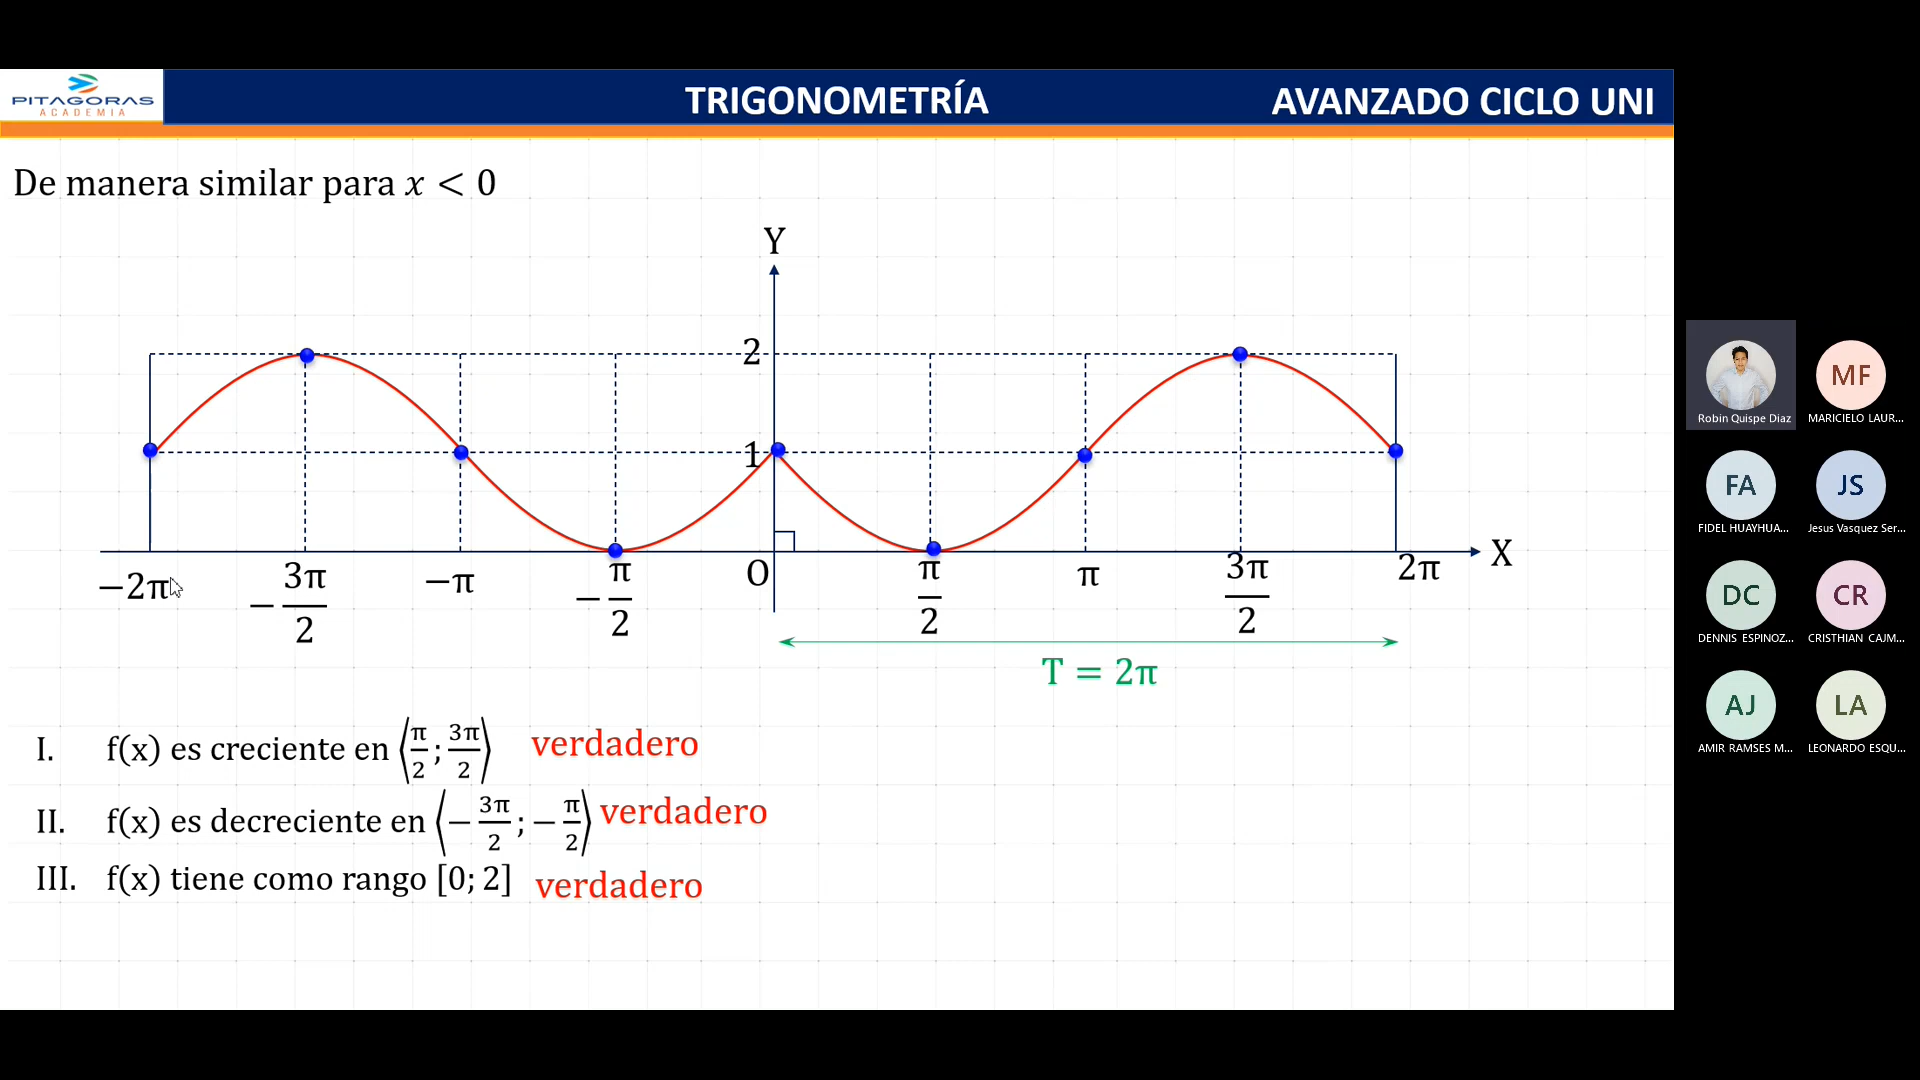 PITAGORAS
ACADEMIA
TRIGONOMETRÍA
AVANZADO CICLO UNI
De manera similar para x < 0
Y
2
1
−2π
−3π/2
−π
−π/2
O
π/2
π
3π/2
2π
X
T = 2π
I. f(x) es creciente en ⟨π/2; 3π/2⟩ verdadero
II. f(x) es decreciente en ⟨−3π/2; −π/2⟩ verdadero
III. f(x) tiene como rango [0; 2] verdadero
Robin Quispe Diaz
MF
MARICIELO LAUR...
FA
FIDEL HUAYHUA...
JS
Jesus Vasquez Ser...
DC
DENNIS ESPINOZ...
CR
CRISTHIAN CAJM...
AJ
AMIR RAMSES M...
LA
LEONARDO ESQU...